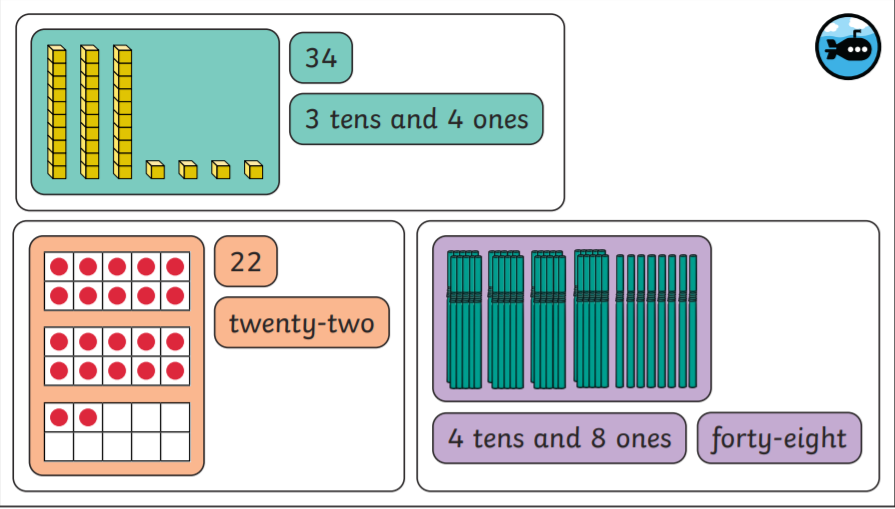 34
3 tens and 4 ones
22
twenty-two
4 tens and 8 ones
forty-eight